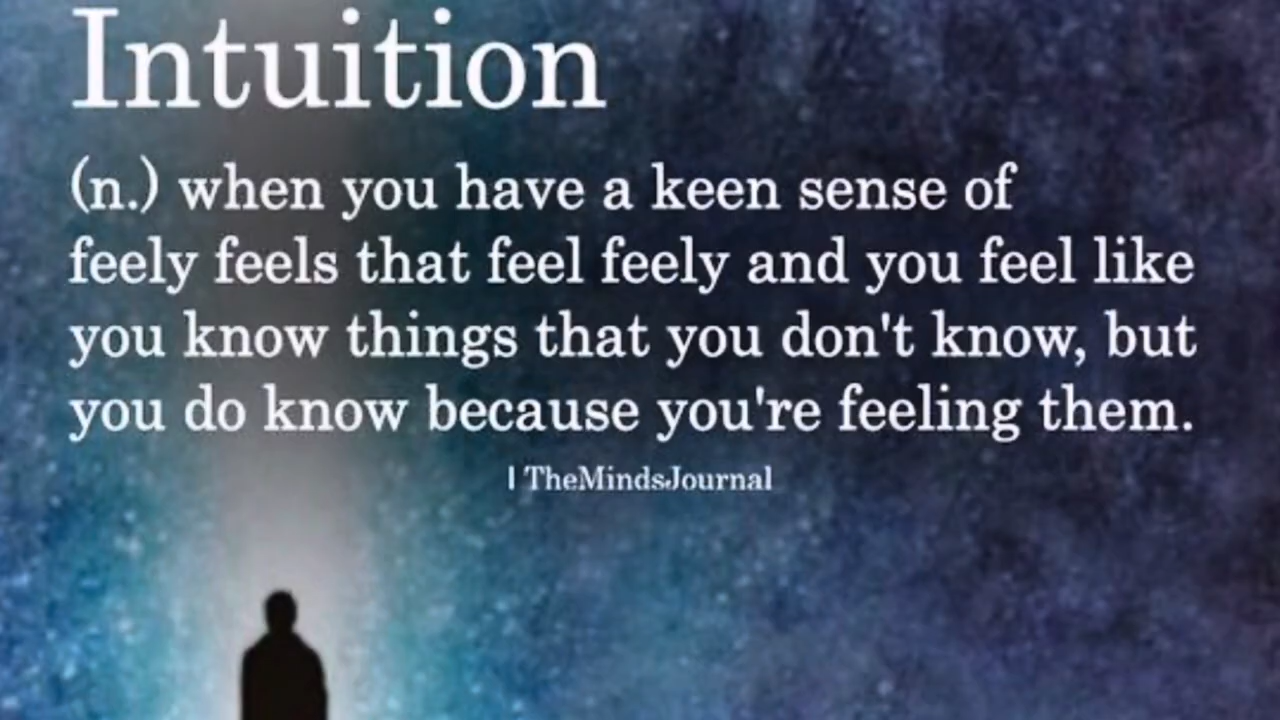 Intuition
(n.) when you have a keen sense of
feely feels that feel feely and you feel like
you know things that you don't know, but
you do know because you're feeling them.
| TheMindsJournal